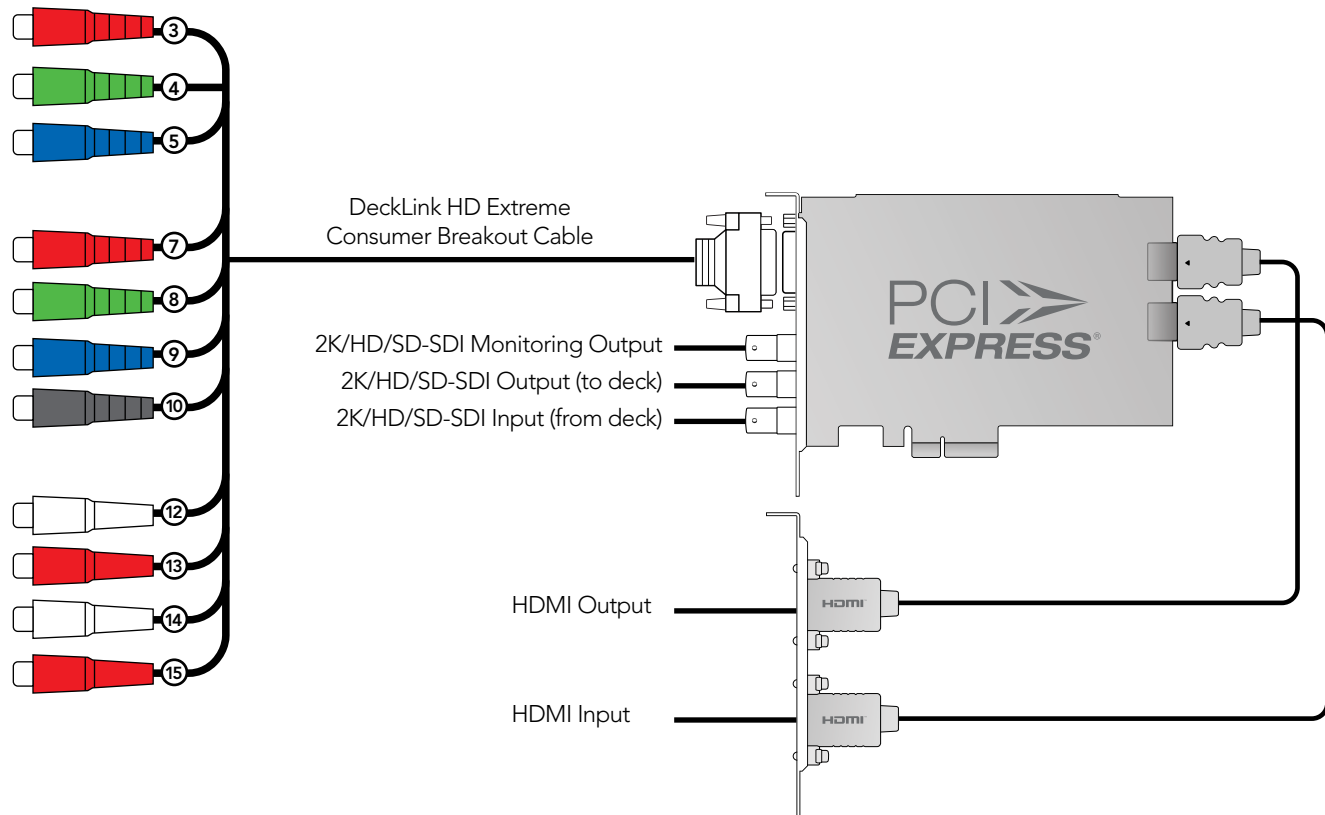 3
4
5
7
8
9
10
12
13
14
15
DeckLink HD Extreme
Consumer Breakout Cable
2K/HD/SD-SDI Monitoring Output
2K/HD/SD-SDI Output (to deck)
2K/HD/SD-SDI Input (from deck)
PCI
EXPRESS®
HDMI Output
HDMI
HDMI Input
HDMI